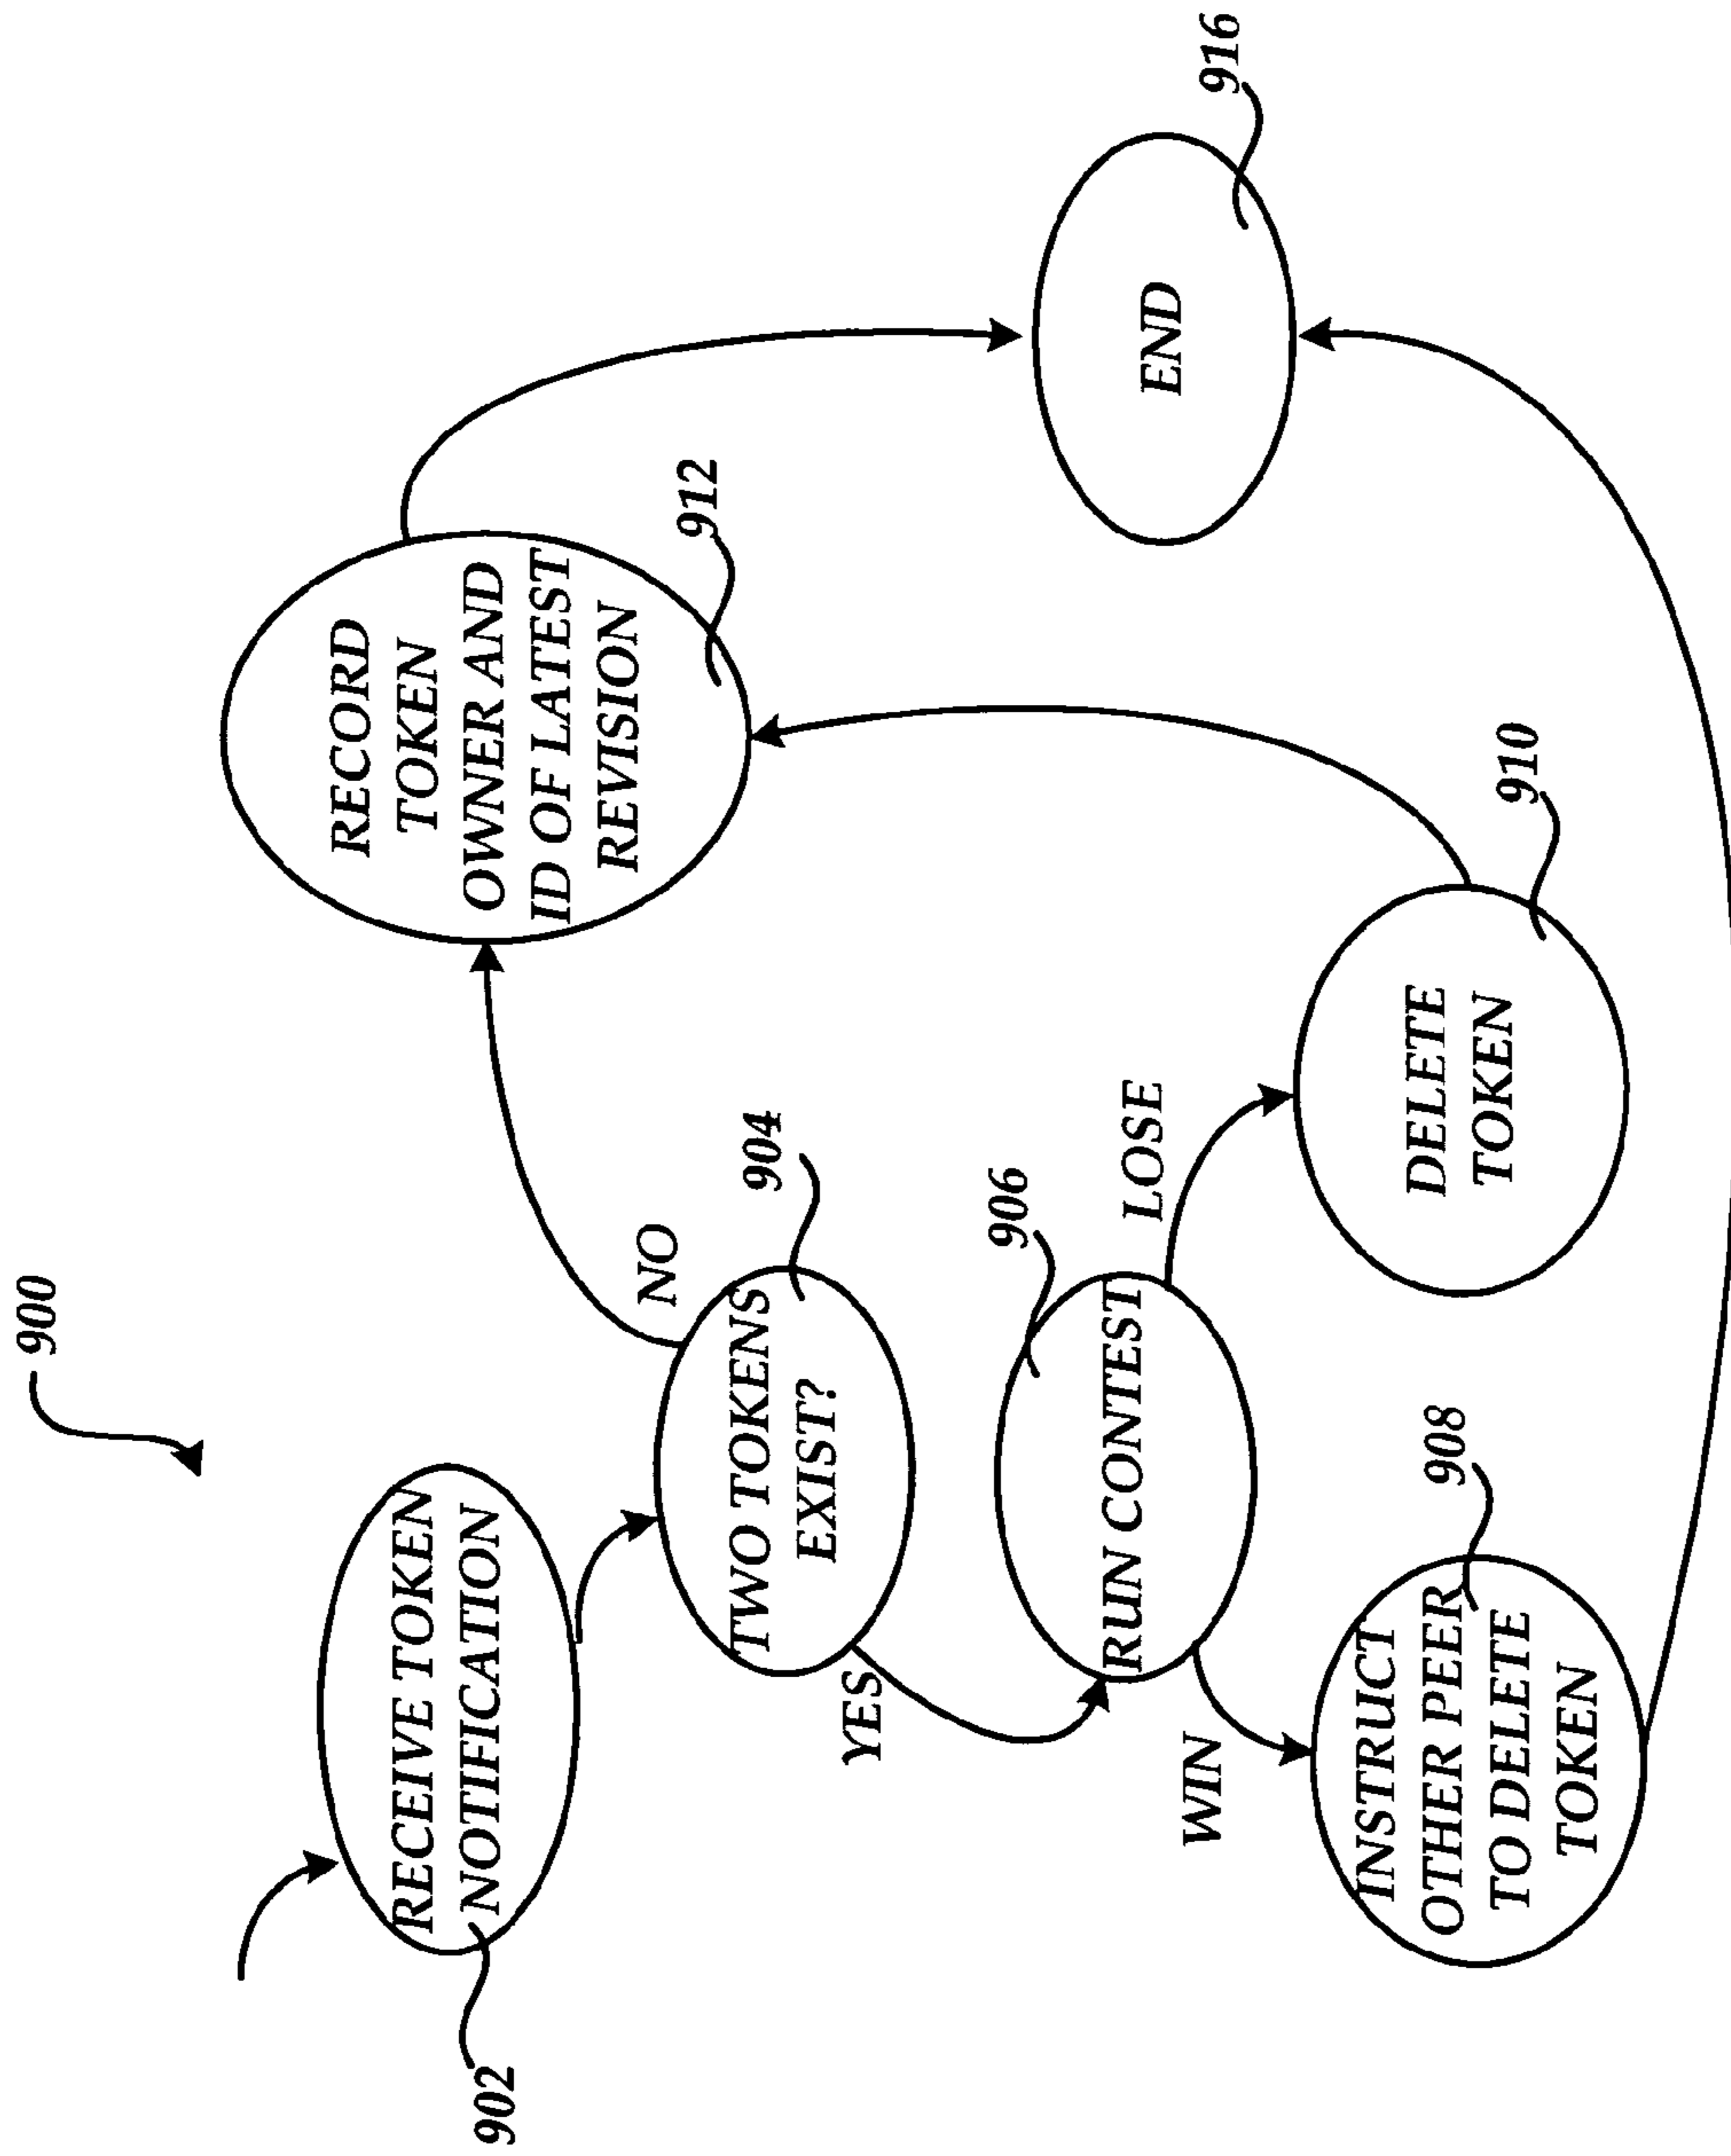 900
RECEIVE TOKEN
NOTIFICATION
902
TWO TOKENS
EXIST?
904
NO
YES
RUN CONTEST
906
WIN
LOSE
INSTRUCT
OTHER PEER
TO DELETE
TOKEN
908
DELETE
TOKEN
910
RECORD
TOKEN
OWNER AND
ID OF LATEST
REVISION
912
END
916